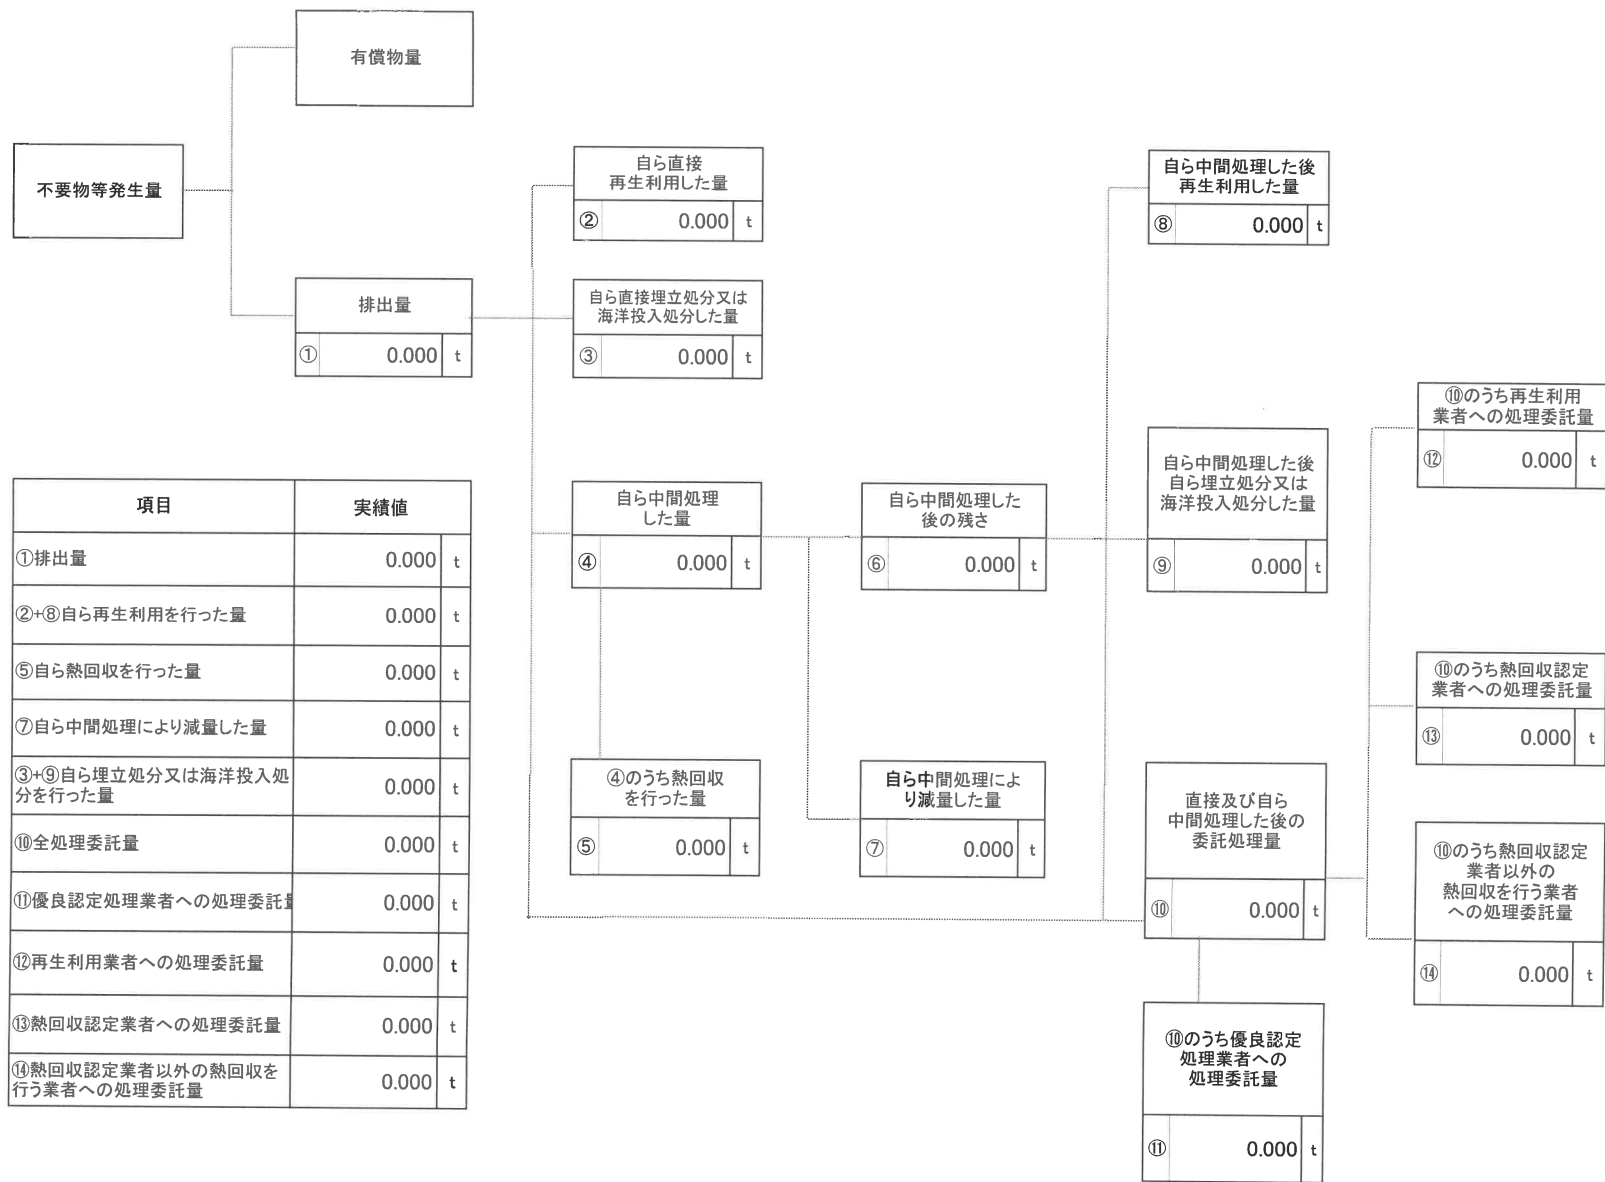 有償物量
不要物等発生量
自ら直接
再生利用した量
② 0.000 t
自ら中間処理した後
再生利用した量
⑧ 0.000 t
排出量
① 0.000 t
自ら直接埋立処分又は
海洋投入処分した量
③ 0.000 t
⑩のうち再生利用
業者への処理委託量
⑫ 0.000 t
自ら中間処理
した量
④ 0.000 t
自ら中間処理した
後の残さ
⑥ 0.000 t
自ら中間処理した後
自ら埋立処分又は
海洋投入処分した量
⑨ 0.000 t
⑩のうち熱回収認定
業者への処理委託量
⑬ 0.000 t
④のうち熱回収
を行った量
⑤ 0.000 t
自ら中間処理によ
り減量した量
⑦ 0.000 t
直接及び自ら
中間処理した後の
委託処理量
⑩ 0.000 t
⑩のうち熱回収認定
業者以外の
熱回収を行う業者
への処理委託量
⑭ 0.000 t
⑩のうち優良認定
処理業者への
処理委託量
⑪ 0.000 t
項目 実績値
①排出量 0.000 t
②+⑧自ら再生利用を行った量 0.000 t
⑤自ら熱回収を行った量 0.000 t
⑦自ら中間処理により減量した量 0.000 t
③+⑨自ら埋立処分又は海洋投入処
分を行った量 0.000 t
⑩全処理委託量 0.000 t
⑪優良認定処理業者への処理委託量 0.000 t
⑫再生利用業者への処理委託量 0.000 t
⑬熱回収認定業者への処理委託量 0.000 t
⑭熱回収認定業者以外の熱回収を
行う業者への処理委託量 0.000 t